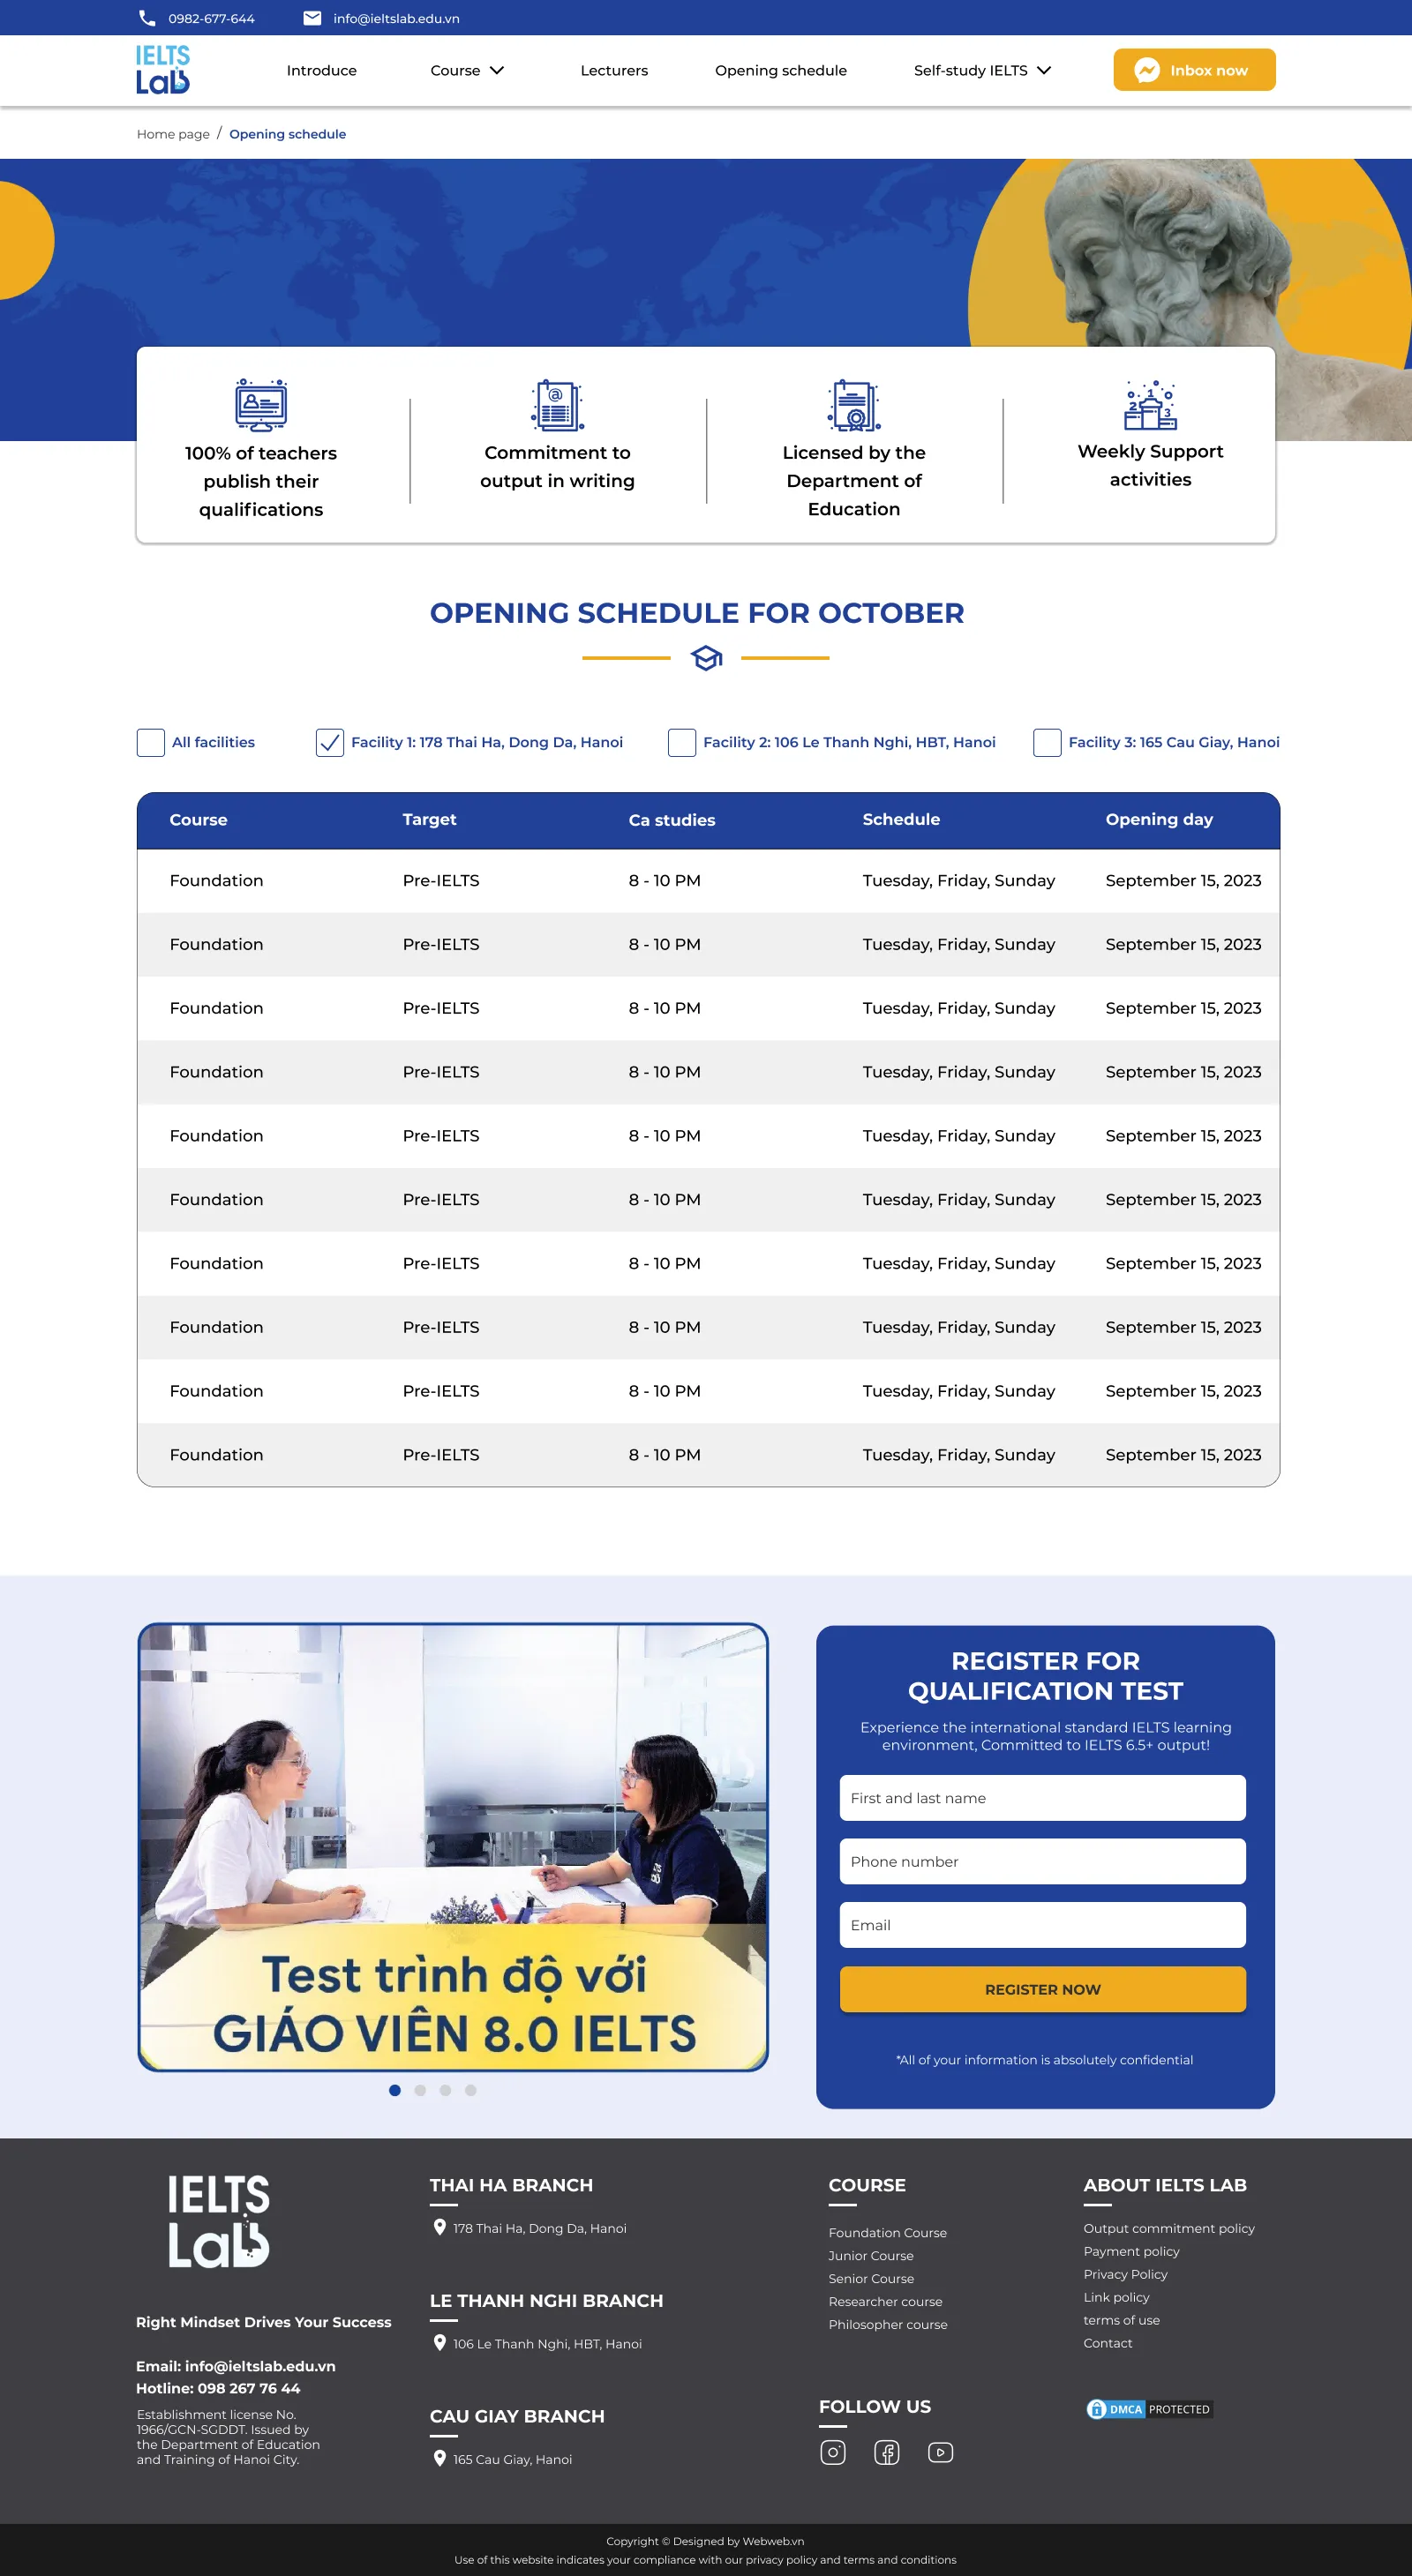 0982-677-644 info@ieltslab.edu.vn
IELTS
Lab
Introduce Course Lecturers Opening schedule Self-study IELTS Inbox now
Home page / Opening schedule
100% of teachers
publish their
qualifications
Commitment to
output in writing
Licensed by the
Department of
Education
Weekly Support
activities
OPENING SCHEDULE FOR OCTOBER
All facilities Facility 1: 178 Thai Ha, Dong Da, Hanoi Facility 2: 106 Le Thanh Nghi, HBT, Hanoi Facility 3: 165 Cau Giay, Hanoi
Course Target Ca studies Schedule Opening day
Foundation Pre-IELTS 8 - 10 PM Tuesday, Friday, Sunday September 15, 2023
Foundation Pre-IELTS 8 - 10 PM Tuesday, Friday, Sunday September 15, 2023
Foundation Pre-IELTS 8 - 10 PM Tuesday, Friday, Sunday September 15, 2023
Foundation Pre-IELTS 8 - 10 PM Tuesday, Friday, Sunday September 15, 2023
Foundation Pre-IELTS 8 - 10 PM Tuesday, Friday, Sunday September 15, 2023
Foundation Pre-IELTS 8 - 10 PM Tuesday, Friday, Sunday September 15, 2023
Foundation Pre-IELTS 8 - 10 PM Tuesday, Friday, Sunday September 15, 2023
Foundation Pre-IELTS 8 - 10 PM Tuesday, Friday, Sunday September 15, 2023
Foundation Pre-IELTS 8 - 10 PM Tuesday, Friday, Sunday September 15, 2023
Foundation Pre-IELTS 8 - 10 PM Tuesday, Friday, Sunday September 15, 2023
Test trình độ với
GIÁO VIÊN 8.0 IELTS
REGISTER FOR
QUALIFICATION TEST
Experience the international standard IELTS learning
environment, Committed to IELTS 6.5+ output!
First and last name
Phone number
Email
REGISTER NOW
*All of your information is absolutely confidential
IELTS
Lab
Right Mindset Drives Your Success
Email: info@ieltslab.edu.vn
Hotline: 098 267 76 44
Establishment license No.
1966/GCN-SGDDT. Issued by
the Department of Education
and Training of Hanoi City.
THAI HA BRANCH
178 Thai Ha, Dong Da, Hanoi
LE THANH NGHI BRANCH
106 Le Thanh Nghi, HBT, Hanoi
CAU GIAY BRANCH
165 Cau Giay, Hanoi
COURSE
Foundation Course
Junior Course
Senior Course
Researcher course
Philosopher course
FOLLOW US
ABOUT IELTS LAB
Output commitment policy
Payment policy
Privacy Policy
Link policy
terms of use
Contact
DMCA PROTECTED
Copyright © Designed by Webweb.vn
Use of this website indicates your compliance with our privacy policy and terms and conditions